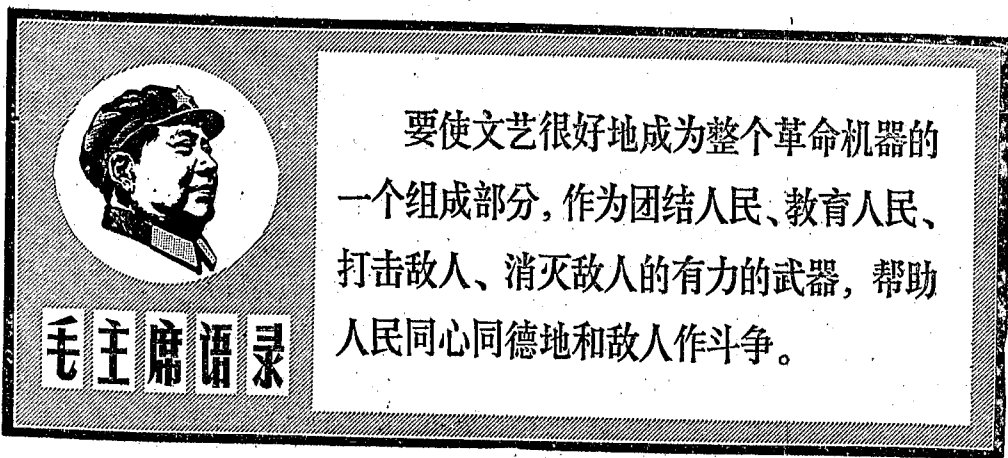 毛主席语录
要使文艺很好地成为整个革命机器的
一个组成部分，作为团结人民、教育人民、
打击敌人、消灭敌人的有力的武器，帮助
人民同心同德地和敌人作斗争。